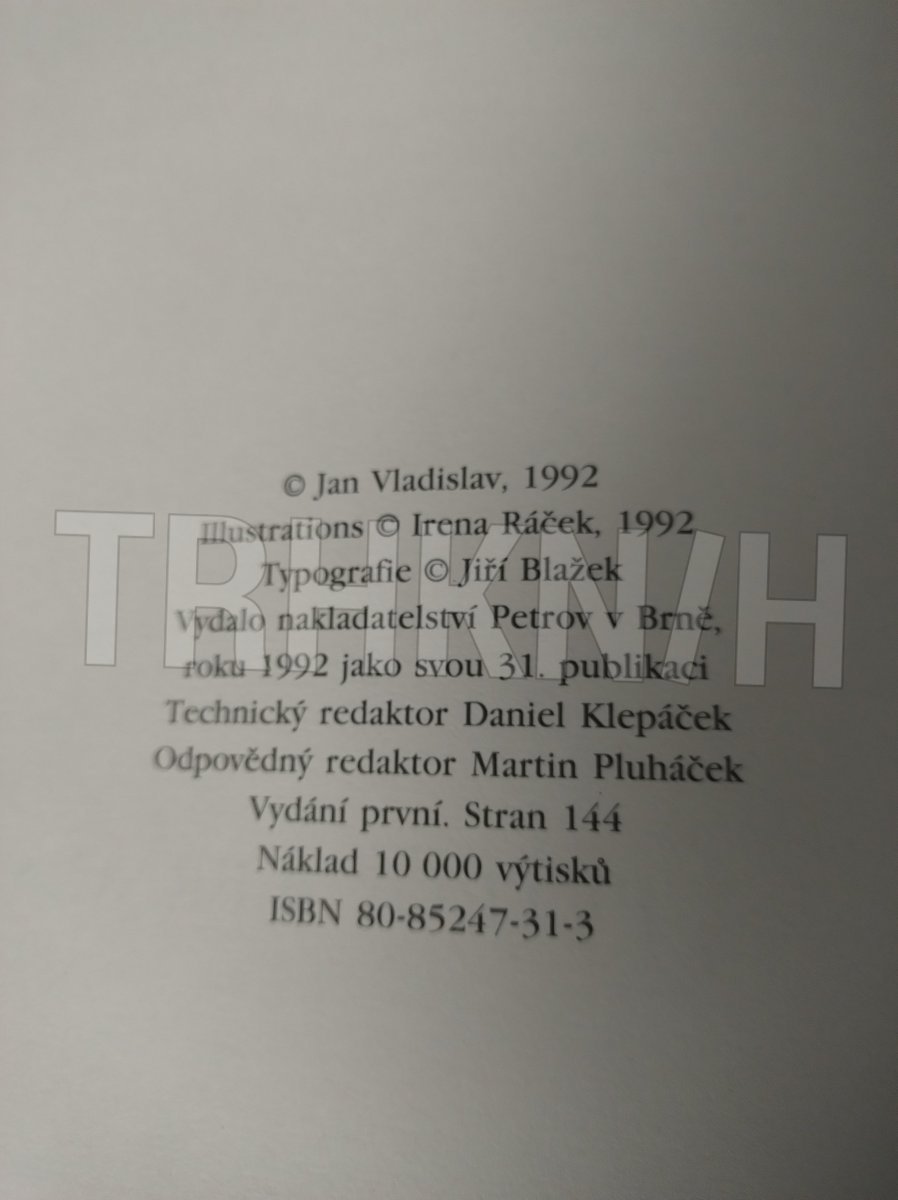 © Jan Vladislav, 1992
Illustrations © Irena Ráček, 1992
Typografie © Jiří Blažek
Vydalo nakladatelství Petrov v Brně,
roku 1992 jako svou 31. publikaci
Technický redaktor Daniel Klepáček
Odpovědný redaktor Martin Pluháček
Vydání první. Stran 144
Náklad 10 000 výtisků
ISBN 80-85247-31-3